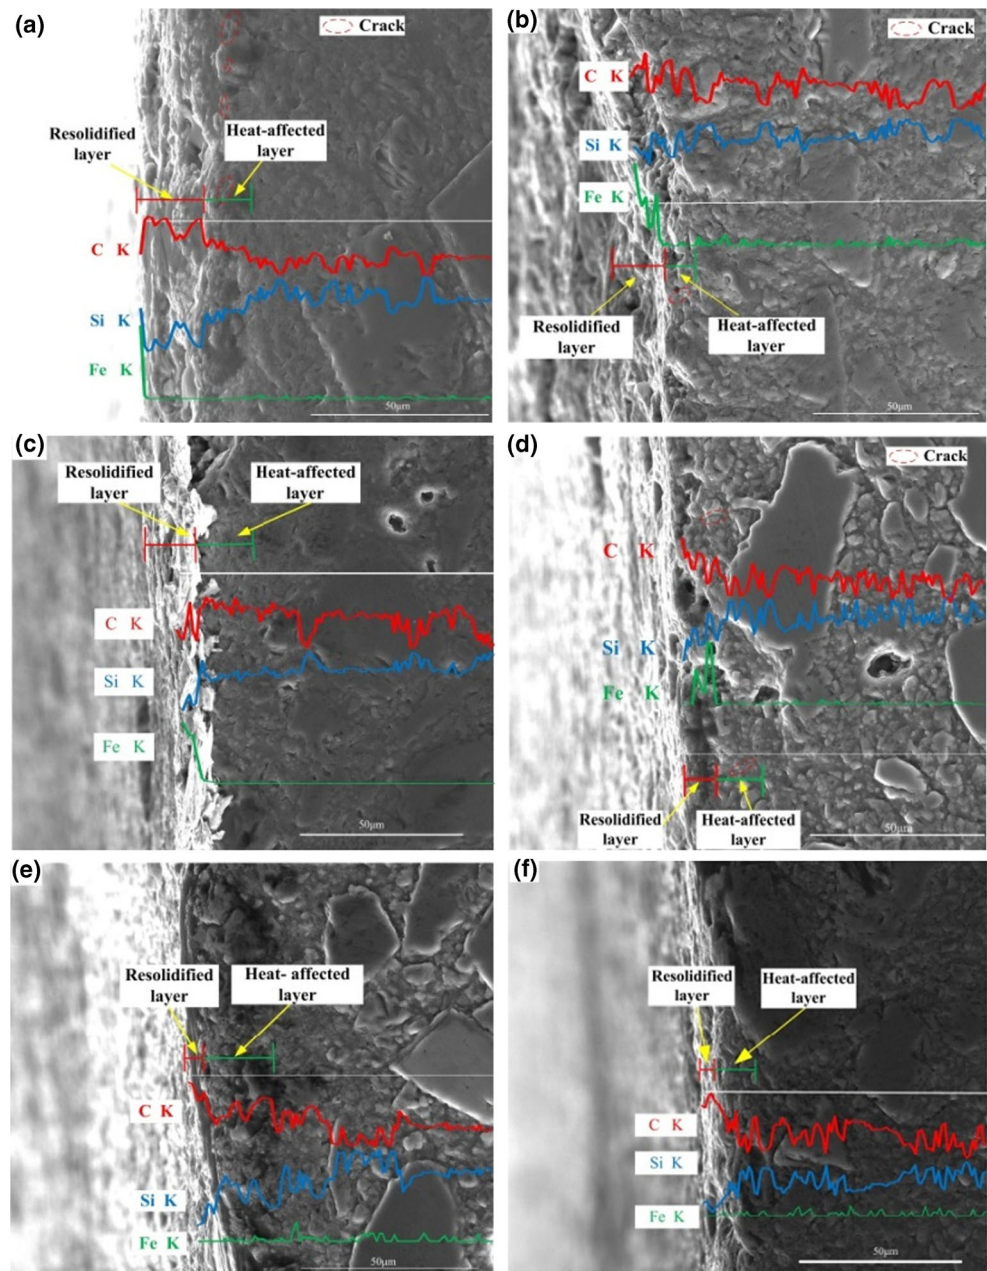 (a)
Crack
Resolidified
layer
Heat-affected
layer
C K
Si K
Fe K
50μm
(b)
Crack
C K
Si K
Fe K
Resolidified
layer
Heat-affected
layer
50μm
(c)
Resolidified
layer
Heat-affected
layer
C K
Si K
Fe K
50μm
(d)
Crack
C K
Si K
Fe K
Resolidified
layer
Heat-affected
layer
50μm
(e)
Resolidified
layer
Heat- affected
layer
C K
Si K
Fe K
50μm
(f)
Resolidified
layer
Heat-affected
layer
C K
Si K
Fe K
50μm